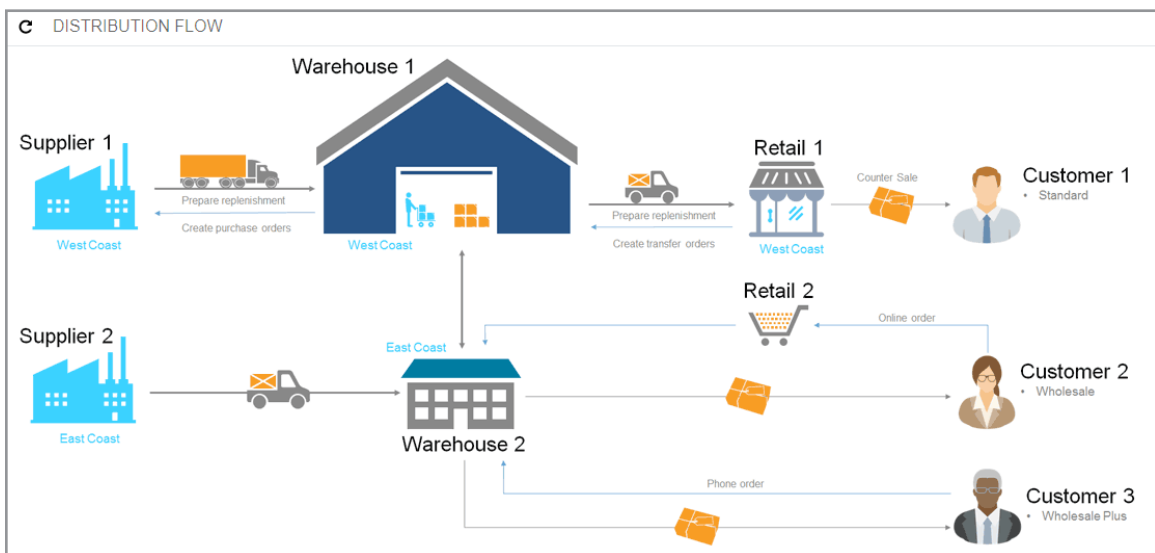 DISTRIBUTION FLOW
Warehouse 1
Supplier 1
Prepare replenishment
Create purchase orders
West Coast
West Coast
Prepare replenishment
Create transfer orders
Retail 1
West Coast
Counter Sale
Customer 1
• Standard
Retail 2
Online order
Supplier 2
East Coast
East Coast
Warehouse 2
Customer 2
• Wholesale
Phone order
Customer 3
• Wholesale Plus